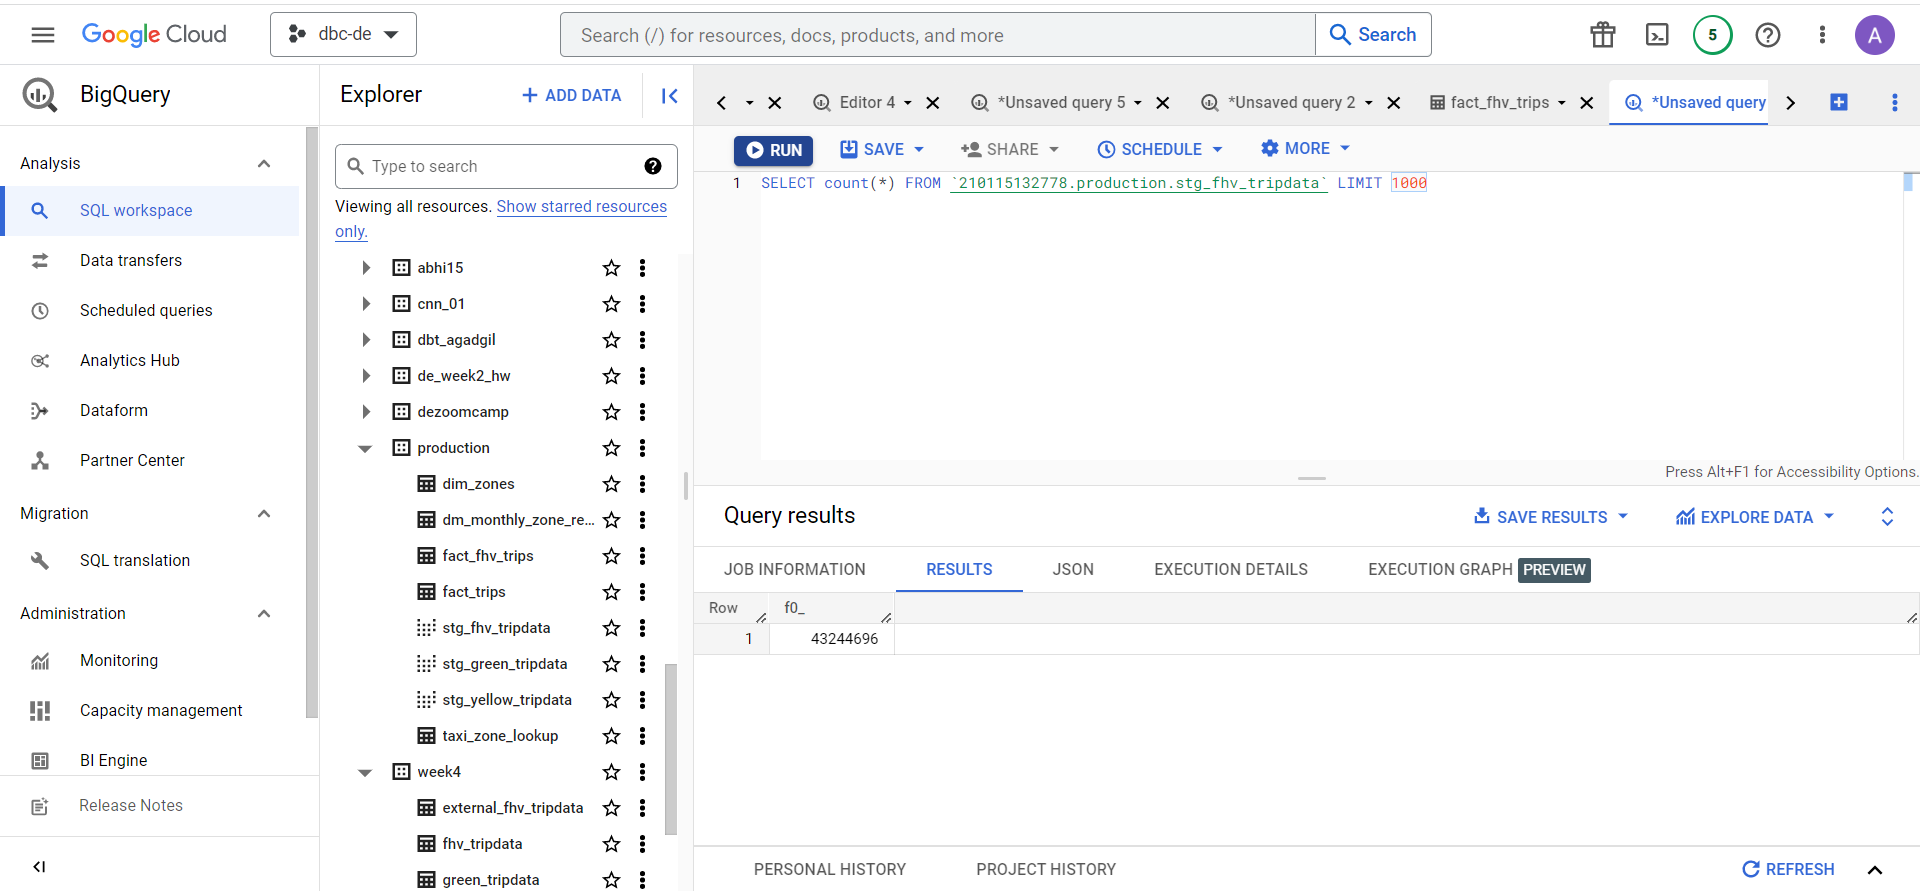 Google Cloud
dbc-de
Search (/) for resources, docs, products, and more
Search
5
A
BigQuery
Analysis
SQL workspace
Data transfers
Scheduled queries
Analytics Hub
Dataform
Partner Center
Migration
SQL translation
Administration
Monitoring
Capacity management
BI Engine
Release Notes
Explorer
ADD DATA
Type to search
Viewing all resources. Show starred resources
only.
abhi15
cnn_01
dbt_agadgil
de_week2_hw
dezoomcamp
production
dim_zones
dm_monthly_zone_re...
fact_fhv_trips
fact_trips
stg_fhv_tripdata
stg_green_tripdata
stg_yellow_tripdata
taxi_zone_lookup
week4
external_fhv_tripdata
fhv_tripdata
green_tripdata
Editor 4
*Unsaved query 5
*Unsaved query 2
fact_fhv_trips
*Unsaved query
RUN
SAVE
SHARE
SCHEDULE
MORE
1 SELECT count(*) FROM `210115132778.production.stg_fhv_tripdata` LIMIT 1000
Press Alt+F1 for Accessibility Options.
Query results
SAVE RESULTS
EXPLORE DATA
JOB INFORMATION
RESULTS
JSON
EXECUTION DETAILS
EXECUTION GRAPH PREVIEW
Row f0_
1 43244696
PERSONAL HISTORY
PROJECT HISTORY
REFRESH